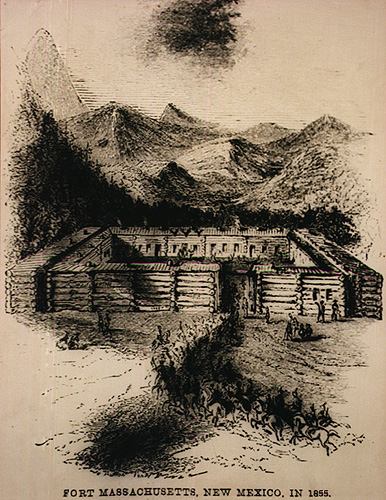 FORT MASSACHUSETTS, NEW MEXICO, IN 1855.